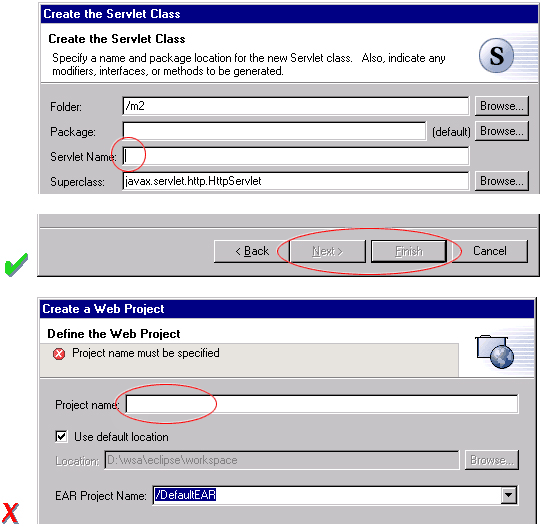 Create the Servlet Class
Create the Servlet Class
Specify a name and package location for the new Servlet class. Also, indicate any
modifiers, interfaces, or methods to be generated.
S
Folder: /m2 Browse...
Package: (default) Browse...
Servlet Name:
Superclass: javax.servlet.http.HttpServlet Browse...
< Back Next > Finish Cancel
Create a Web Project
Define the Web Project
Project name must be specified
Project name:
Use default location
Location: D:\wsa\eclipse\workspace Browse...
EAR Project Name: /DefaultEAR
X